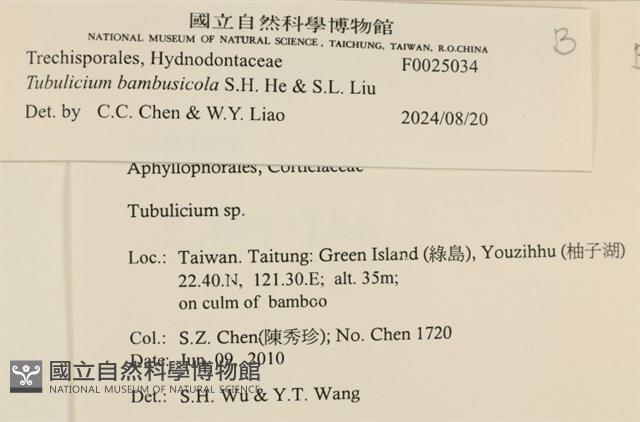 國立自然科學博物館
NATIONAL MUSEUM OF NATURAL SCIENCE, TAICHUNG, TAIWAN, R.O.CHINA
B
Trechisporales, Hydnodontaceae F0025034
Tubulicium bambusicola S.H. He & S.L. Liu
Det. by C.C. Chen & W.Y. Liao 2024/08/20
Aphyllophorales, Corticiaceae
Tubulicium sp.
Loc.: Taiwan. Taitung: Green Island (綠島), Youzihhu (柚子湖)
22.40.N, 121.30.E; alt. 35m;
on culm of bamboo
Col.: S.Z. Chen(陳秀珍); No. Chen 1720
Date: Jun. 09, 2010
Det.: S.H. Wu & Y.T. Wang
國立自然科學博物館
NATIONAL MUSEUM OF NATURAL SCIENCE